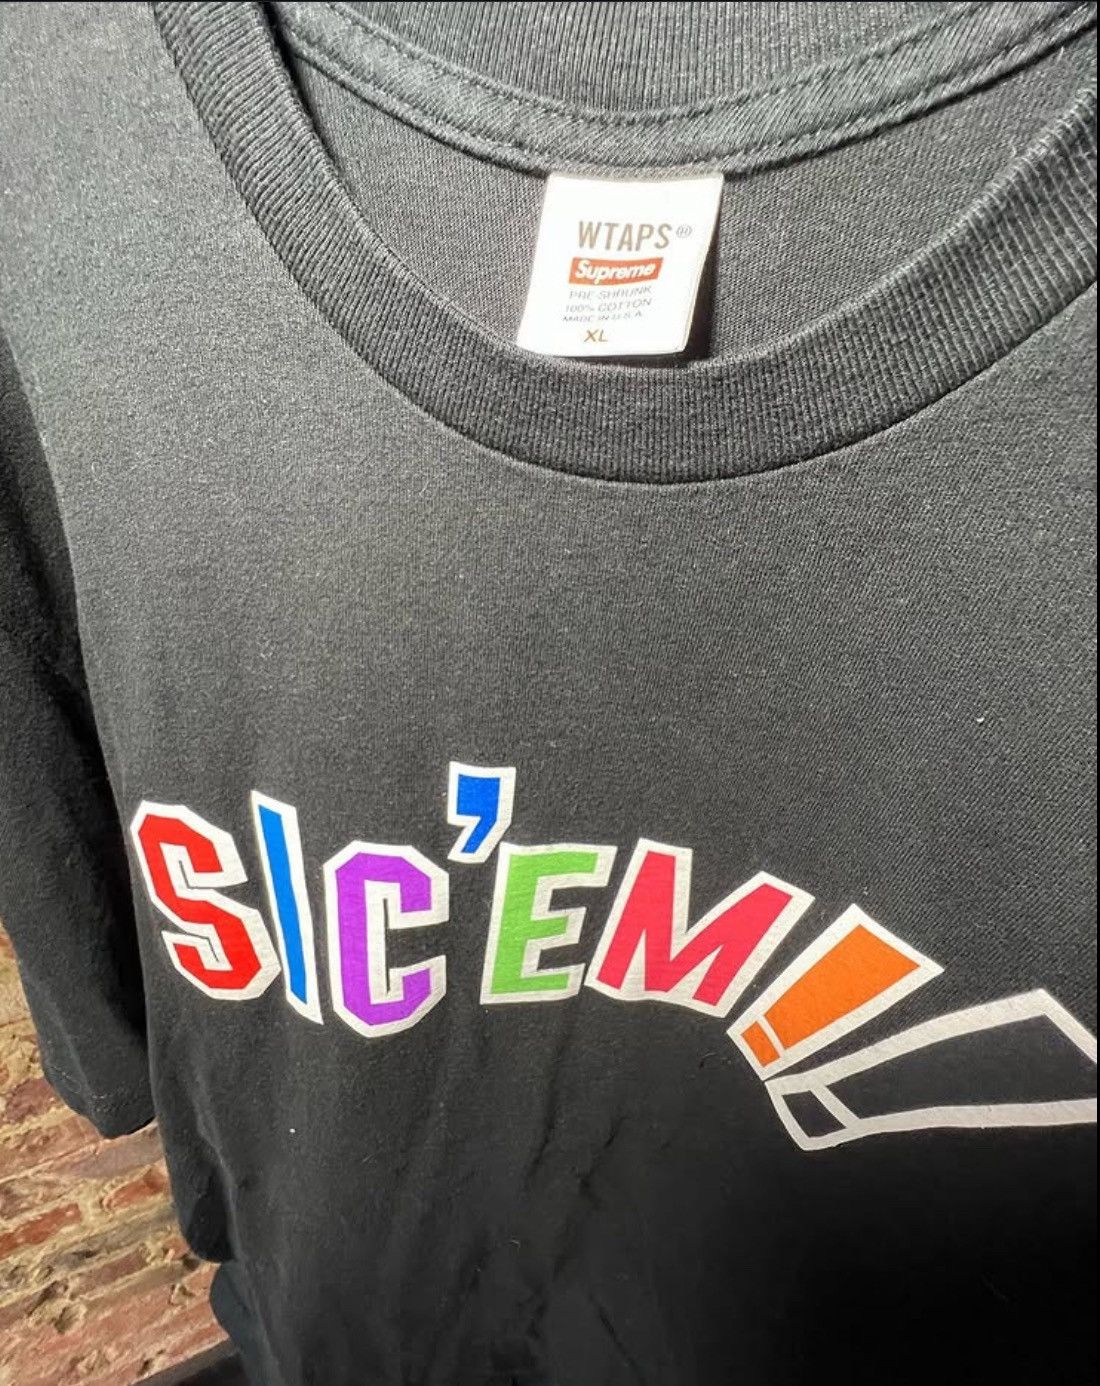 WTAPS®
Supreme
PRE-SHRUNK
100% COTTON
MADE IN U.S.A
XL
SIC'EM!!